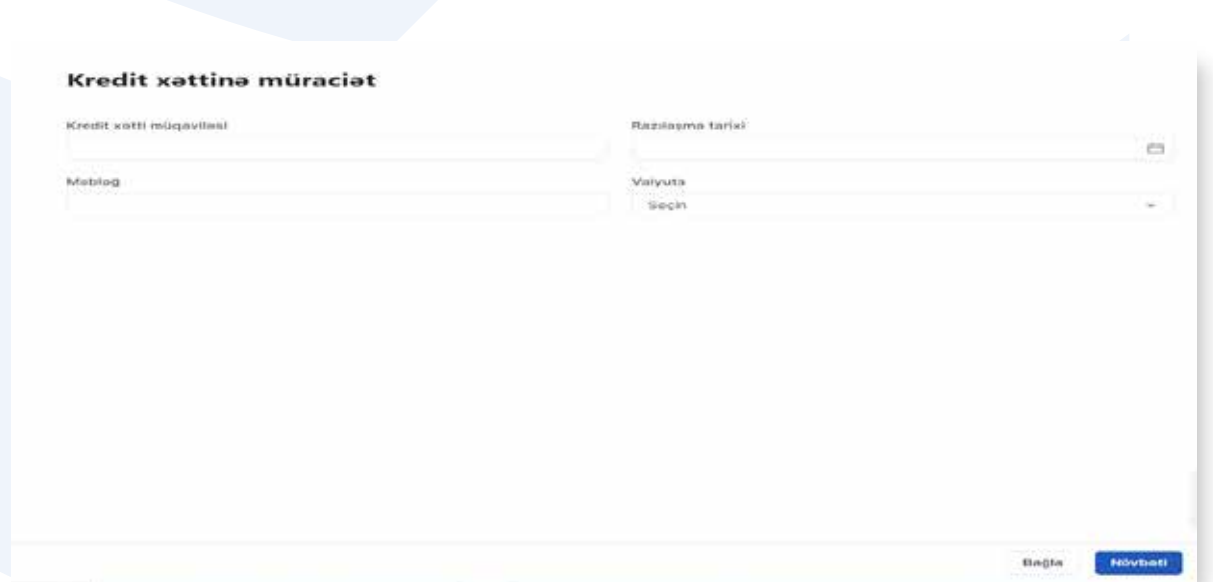 Kredit xəttinə müraciət
Kredit xətti müqaviləsi
Razılaşma tarixi
Məbləğ
Valyuta
Seçin
Bağla
Növbəti